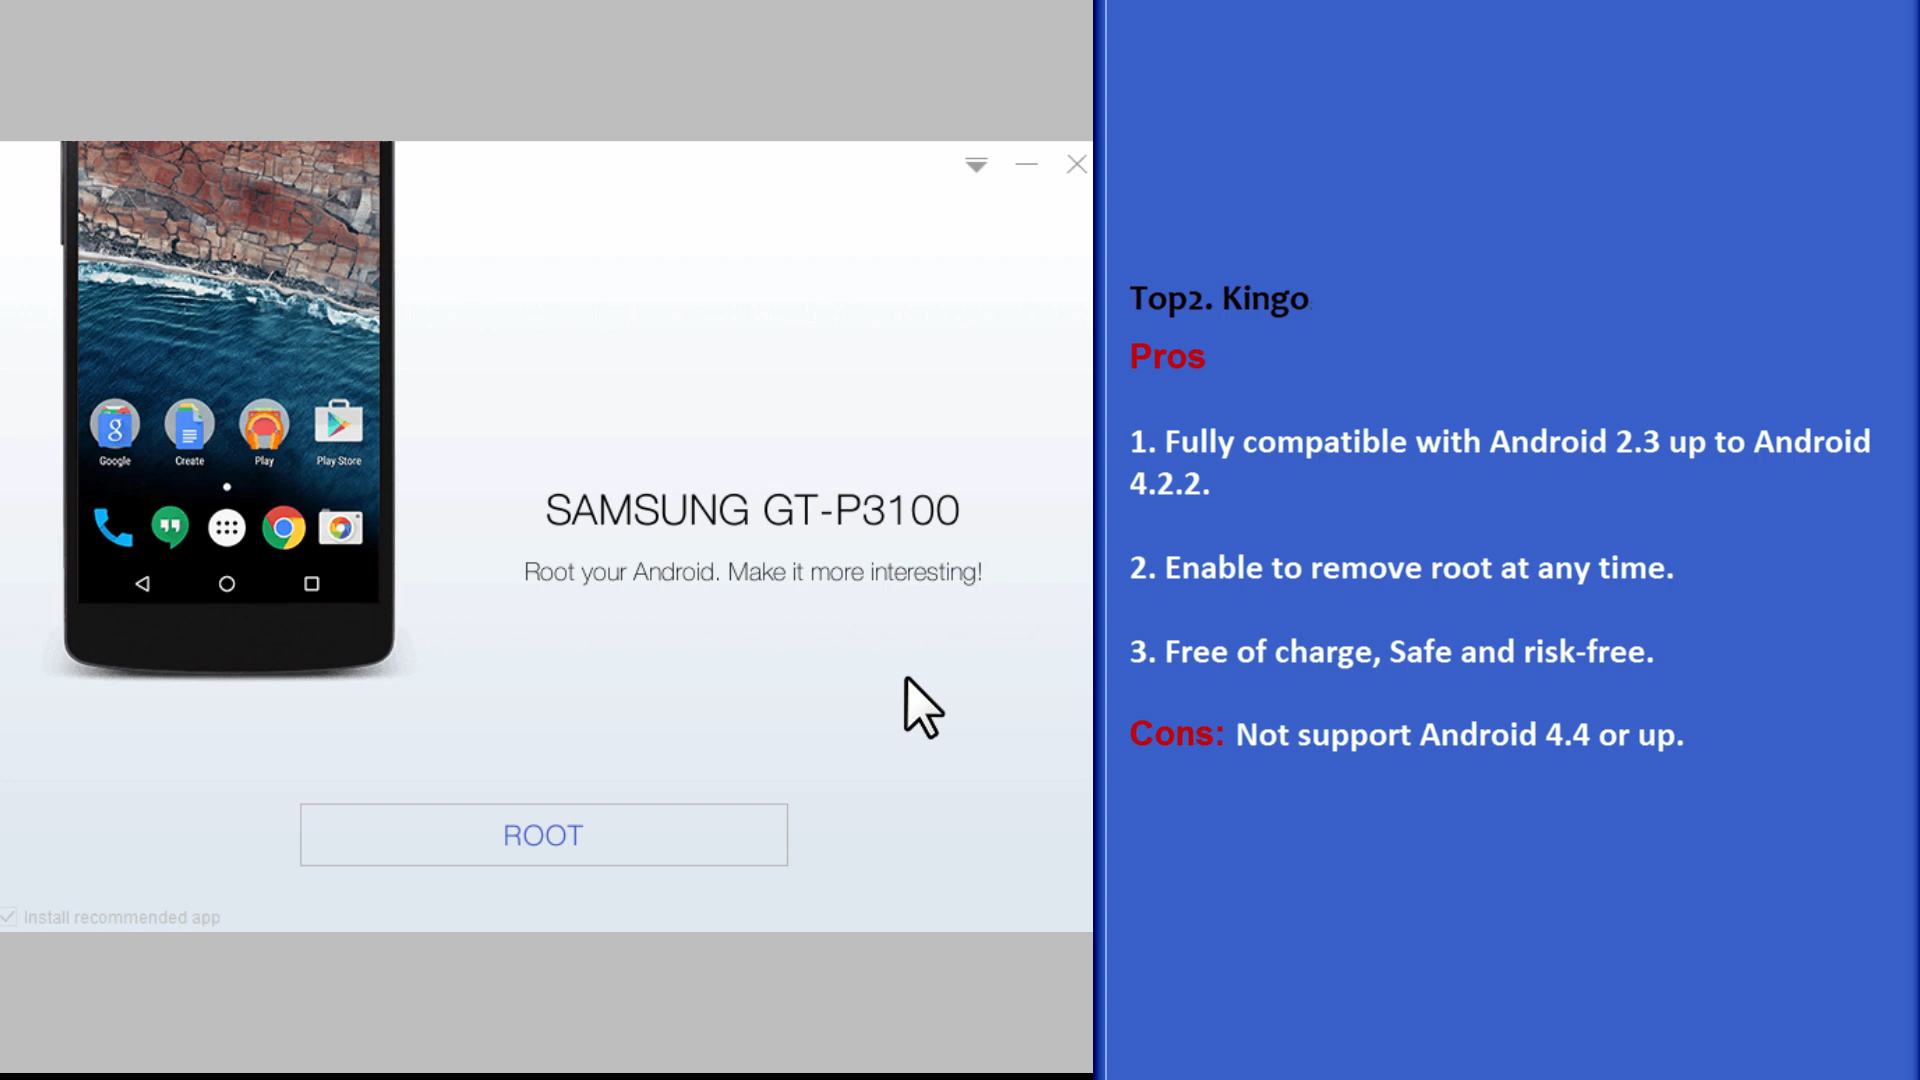 Google Create Play Play Store
SAMSUNG GT-P3100
Root your Android. Make it more interesting!
ROOT
Install recommended app
Top2. Kingo
Pros
1. Fully compatible with Android 2.3 up to Android
4.2.2.
2. Enable to remove root at any time.
3. Free of charge, Safe and risk-free.
Cons: Not support Android 4.4 or up.